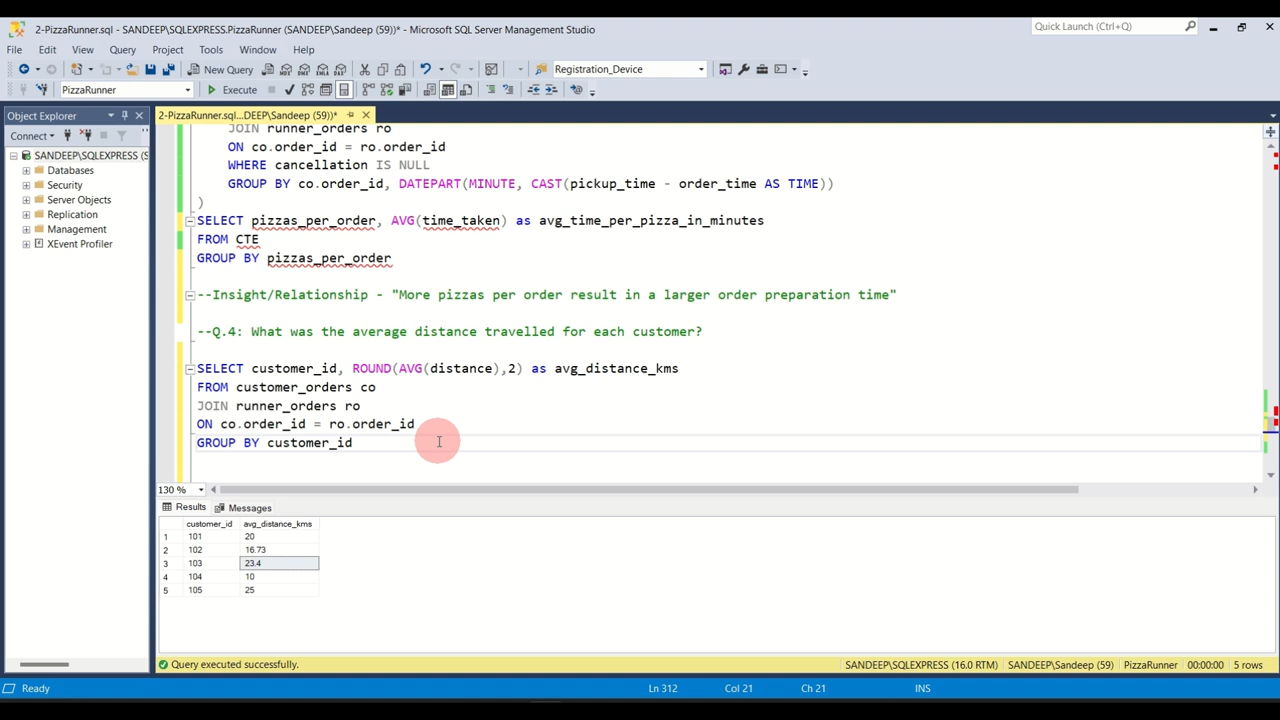 2-PizzaRunner.sql - SANDEEP\SQLEXPRESS.PizzaRunner (SANDEEP\Sandeep (59))* - Microsoft SQL Server Management Studio
Quick Launch (Ctrl+Q)
File Edit View Query Project Tools Window Help
New Query
Registration_Device
PizzaRunner
Execute
Object Explorer
2-PizzaRunner.sql...DEEP\Sandeep (59))*
Connect
SANDEEP\SQLEXPRESS (S
Databases
Security
Server Objects
Replication
Management
XEvent Profiler
JOIN runner_orders ro
ON co.order_id = ro.order_id
WHERE cancellation IS NULL
GROUP BY co.order_id, DATEPART(MINUTE, CAST(pickup_time - order_time AS TIME))
)
SELECT pizzas_per_order, AVG(time_taken) as avg_time_per_pizza_in_minutes
FROM CTE
GROUP BY pizzas_per_order
--Insight/Relationship - "More pizzas per order result in a larger order preparation time"
--Q.4: What was the average distance travelled for each customer?
SELECT customer_id, ROUND(AVG(distance),2) as avg_distance_kms
FROM customer_orders co
JOIN runner_orders ro
ON co.order_id = ro.order_id
GROUP BY customer_id
130 %
Results Messages
customer_id avg_distance_kms
1 101 20
2 102 16.73
3 103 23.4
4 104 10
5 105 25
Query executed successfully.
SANDEEP\SQLEXPRESS (16.0 RTM) SANDEEP\Sandeep (59) PizzaRunner 00:00:00 5 rows
Ready
Ln 312 Col 21 Ch 21 INS